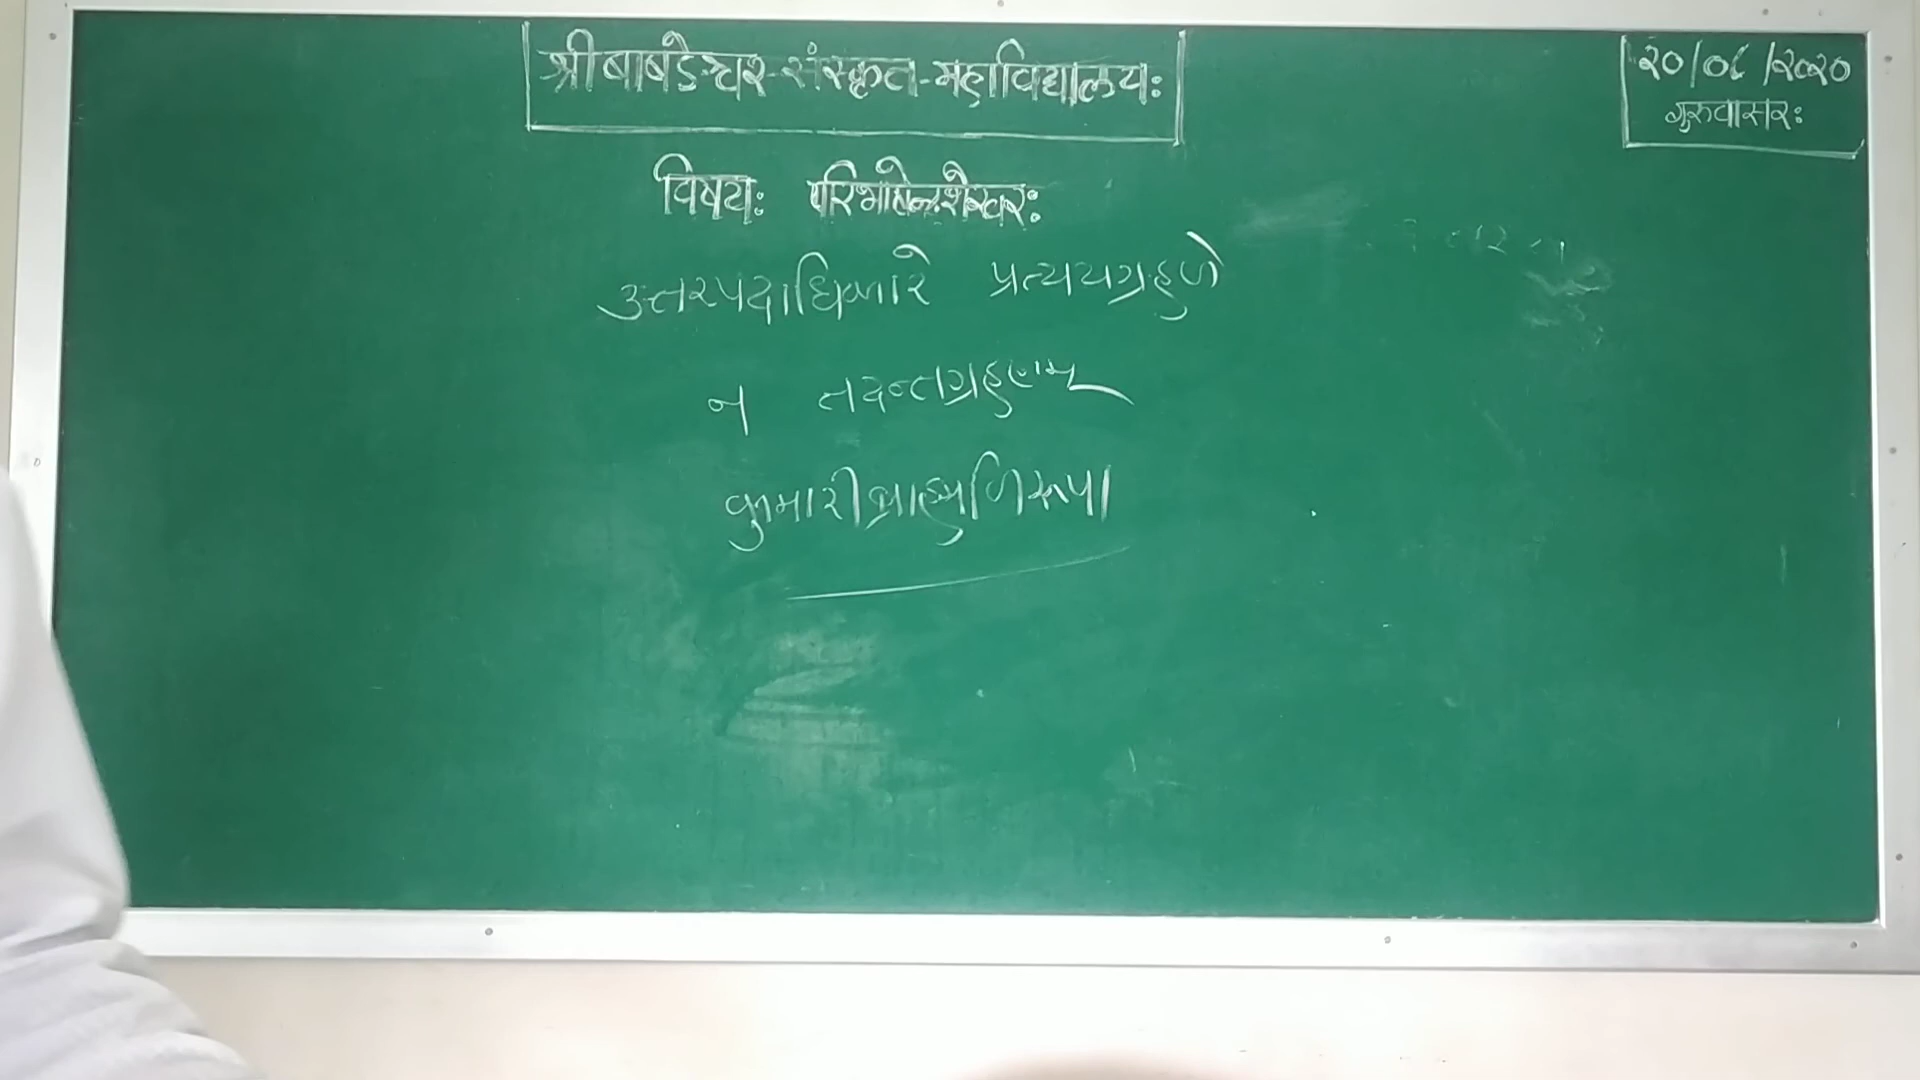 श्रीबाबडेश्वर-संस्कृत-महाविद्यालयः
२०/०८/२०२०
गुरुवासरः
विषयः परिभाषेन्दुशेखरः
उत्तरपदाधिकारे प्रत्ययग्रहणे
न तदन्तग्रहणम्
कुमारीब्राह्मणिरूपा